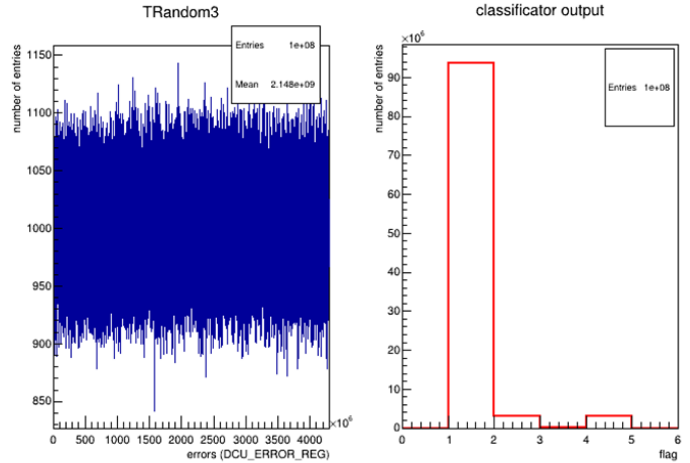 TRandom3
Entries 1e+08
Mean 2.148e+09
number of entries
1150
1100
1050
1000
950
900
850
0 500 1000 1500 2000 2500 3000 3500 4000
×10⁶
errors (DCU_ERROR_REG)
classificator output
×10⁶
Entries 1e+08
number of entries
90
80
70
60
50
40
30
20
10
0
0 1 2 3 4 5 6
flag